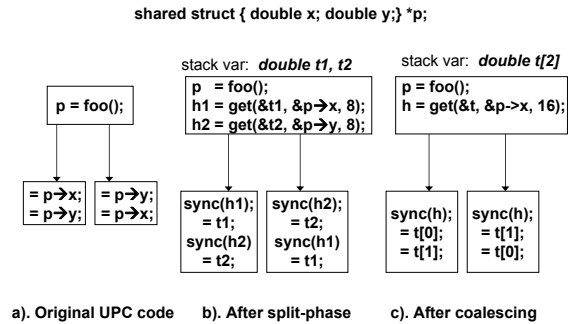 shared struct { double x; double y;} *p;
stack var: double t1, t2
stack var: double t[2]
p = foo();
p = foo();
h1 = get(&t1, &p→x, 8);
h2 = get(&t2, &p→y, 8);
p = foo();
h = get(&t, &p->x, 16);
= p→x;
= p→y;
= p→y;
= p→x;
sync(h1);
= t1;
sync(h2)
= t2;
sync(h2);
= t2;
sync(h1)
= t1;
sync(h);
= t[0];
= t[1];
sync(h);
= t[1];
= t[0];
a). Original UPC code
b). After split-phase
c). After coalescing